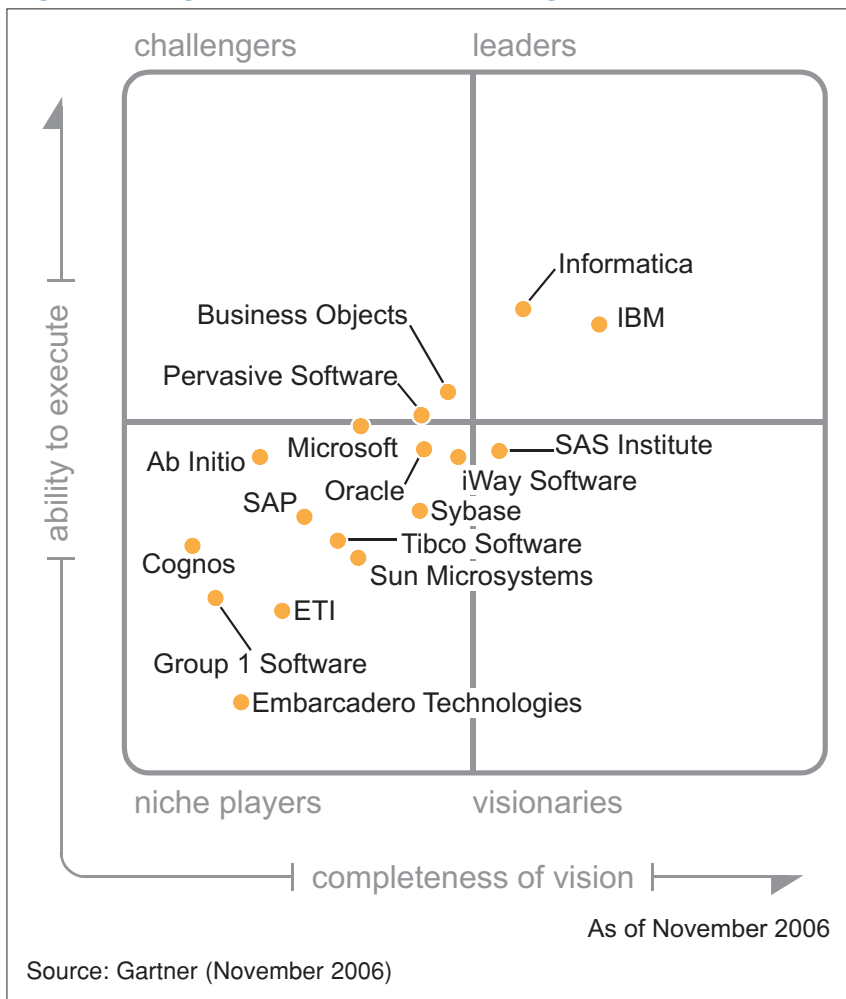 challengers
leaders
Informatica
Business Objects
IBM
Pervasive Software
Microsoft
SAS Institute
Ab Initio
iWay Software
Oracle
SAP
Sybase
Tibco Software
Cognos
Sun Microsystems
ETI
Group 1 Software
Embarcadero Technologies
niche players
visionaries
ability to execute
completeness of vision
As of November 2006
Source: Gartner (November 2006)